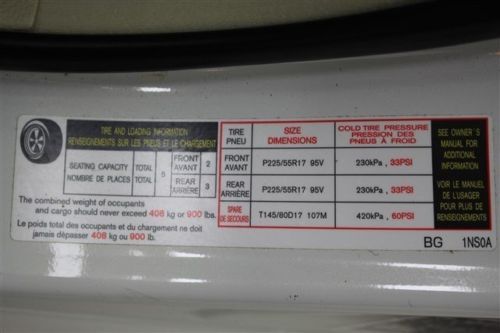 TIRE AND LOADING INFORMATION
RENSEIGNEMENTS SUR LES PNEUS ET LE CHARGEMENT
SEATING CAPACITY TOTAL 5 FRONT AVANT 2
NOMBRE DE PLACES TOTAL REAR ARRIÈRE 3
The combined weight of occupants
and cargo should never exceed 408 kg or 900 lbs.
Le poids total des occupants et du chargement ne doit
jamais dépasser 408 kg ou 900 lb.
TIRE PNEU SIZE DIMENSIONS COLD TIRE PRESSURE PRESSION DES PNEUS À FROID
FRONT AVANT P225/55R17 95V 230kPa , 33PSI
REAR ARRIÈRE P225/55R17 95V 230kPa , 33PSI
SPARE DE SECOURS T145/80D17 107M 420kPa , 60PSI
SEE OWNER'S
MANUAL FOR
ADDITIONAL
INFORMATION
VOIR LE MANUEL
DE L'USAGER
POUR PLUS DE
RENSEIGNEMENTS
BG 1NS0A